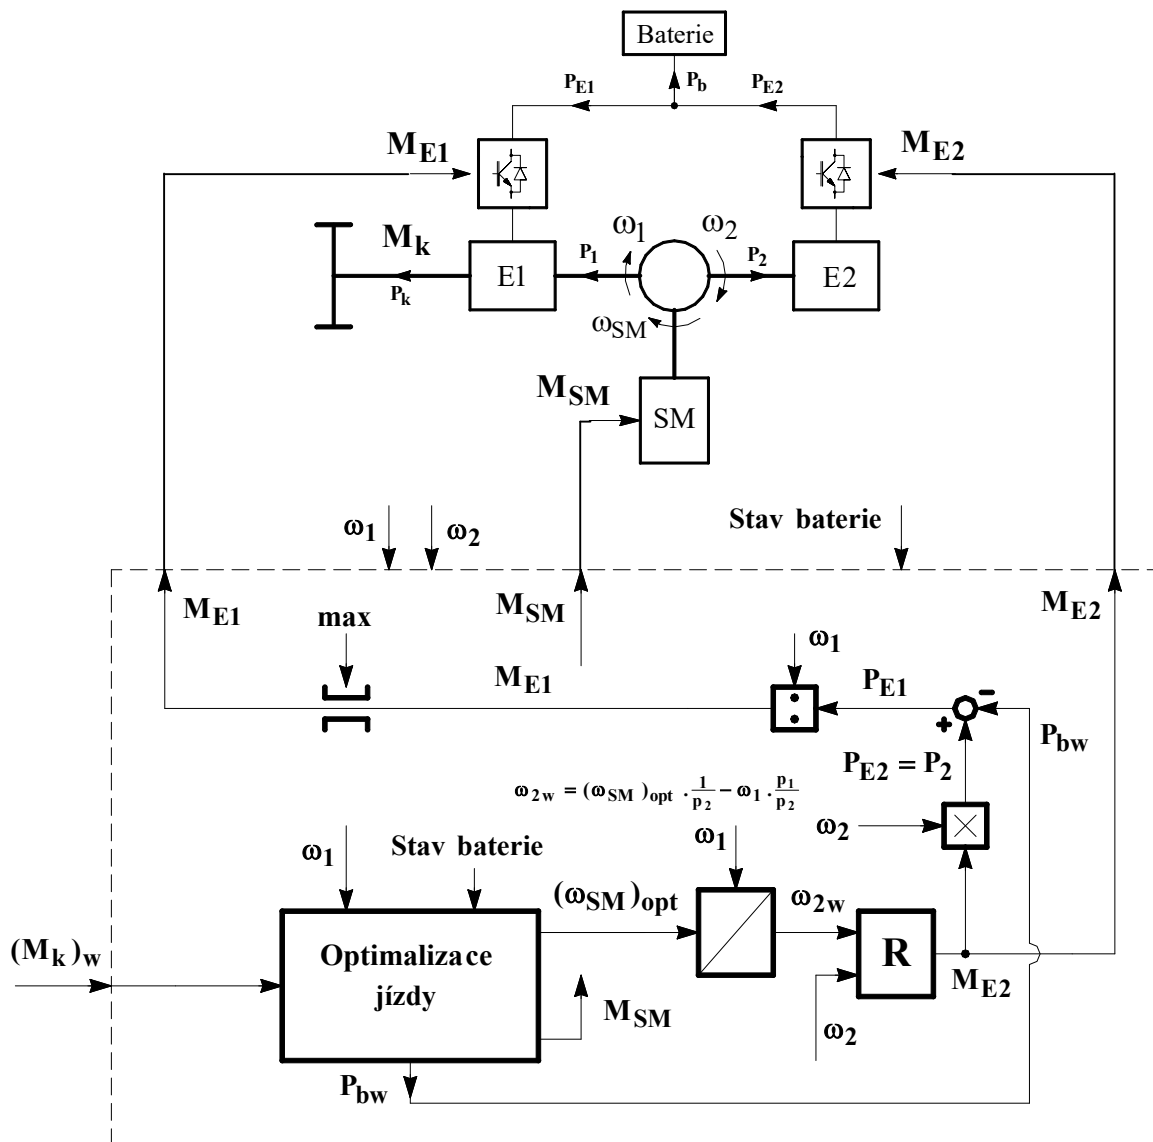 Baterie
P_E1 P_b P_E2
M_E1 M_E2
ω_1 ω_2
M_k
P_1 P_2
E1 E2
P_k
ω_SM
M_SM
SM
Stav baterie
ω_1 ω_2
M_E1 M_SM M_E2
max
ω_1
M_E1 P_E1 −
+ P_bw
P_E2 = P_2
ω_2w = (ω_SM)_opt · 1/p_2 − ω_1 · p_1/p_2
ω_2 ×
ω_1 Stav baterie ω_1
(ω_SM)_opt ω_2w
(M_k)_w Optimalizace R
jízdy M_E2
M_SM
ω_2
P_bw